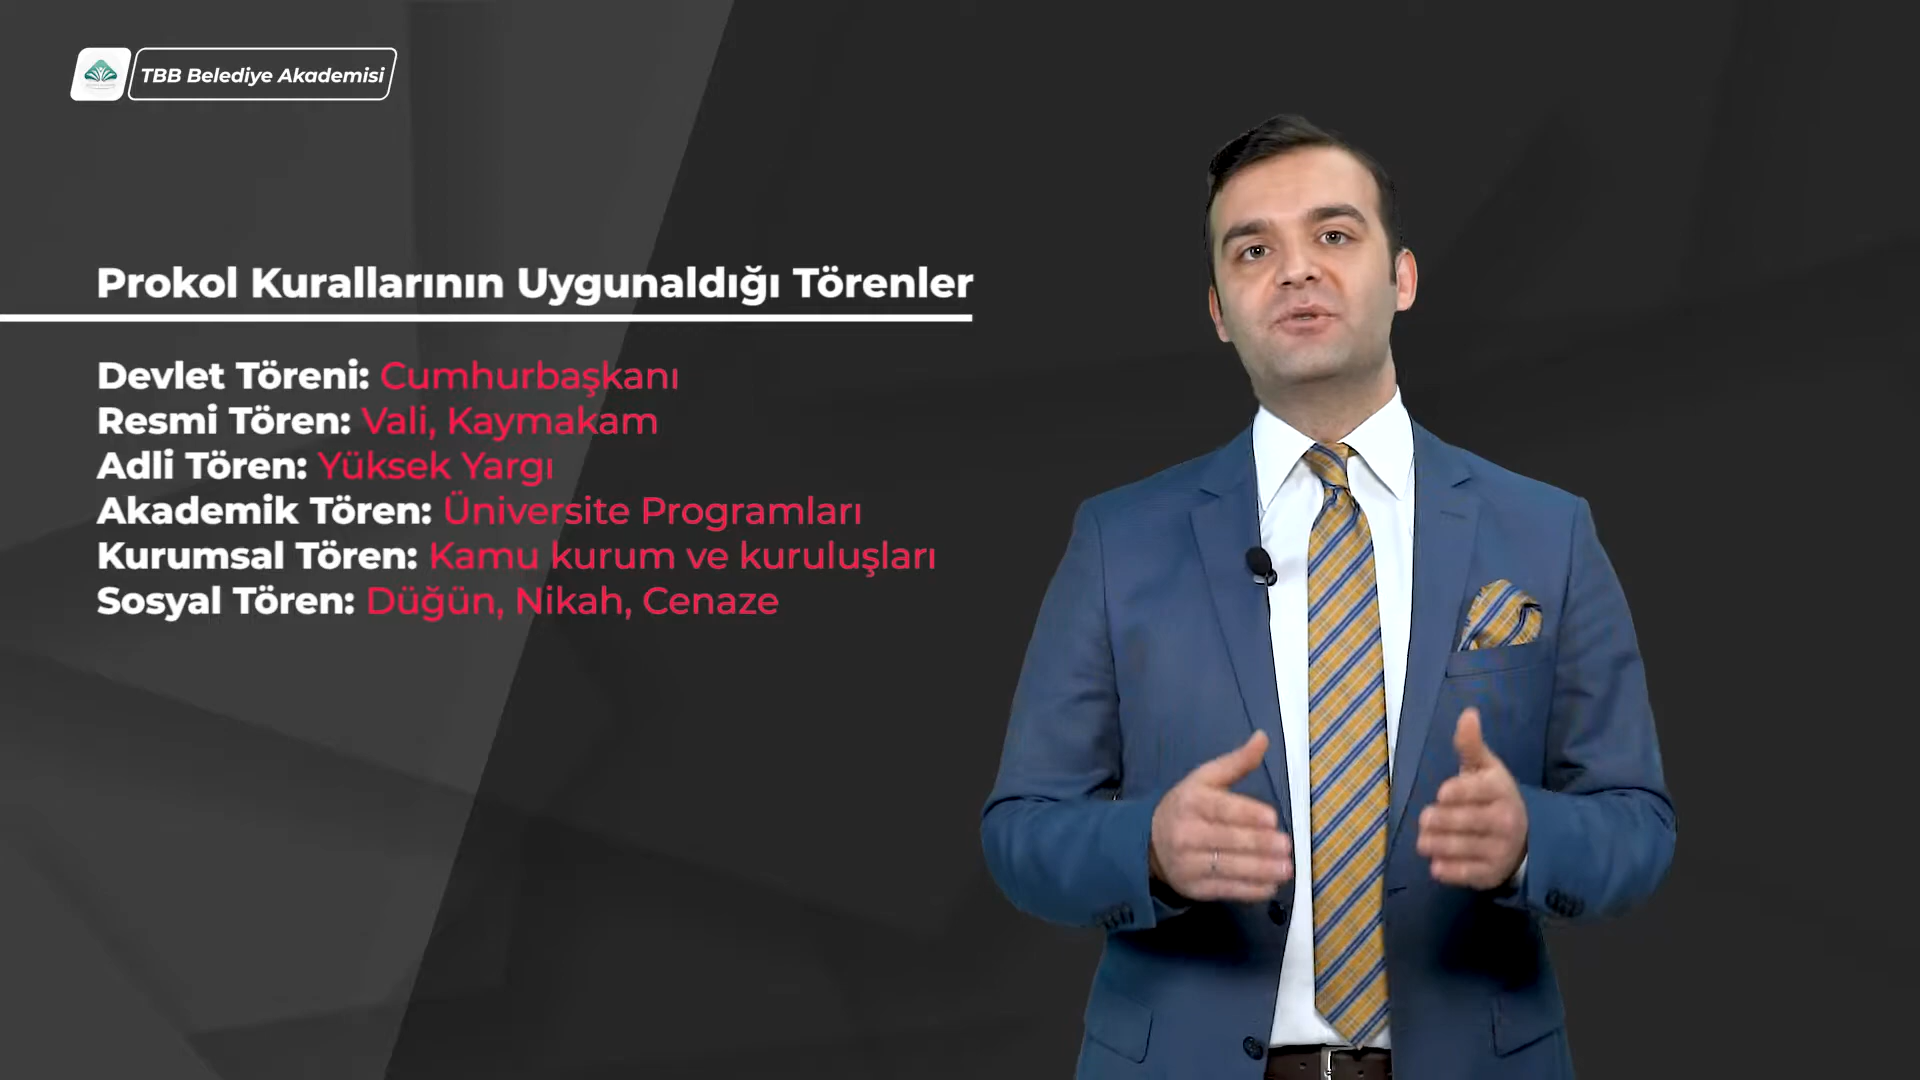 TBB Belediye Akademisi
Prokol Kurallarının Uygunaldığı Törenler
Devlet Töreni: Cumhurbaşkanı
Resmi Tören: Vali, Kaymakam
Adli Tören: Yüksek Yargı
Akademik Tören: Üniversite Programları
Kurumsal Tören: Kamu kurum ve kuruluşları
Sosyal Tören: Düğün, Nikah, Cenaze